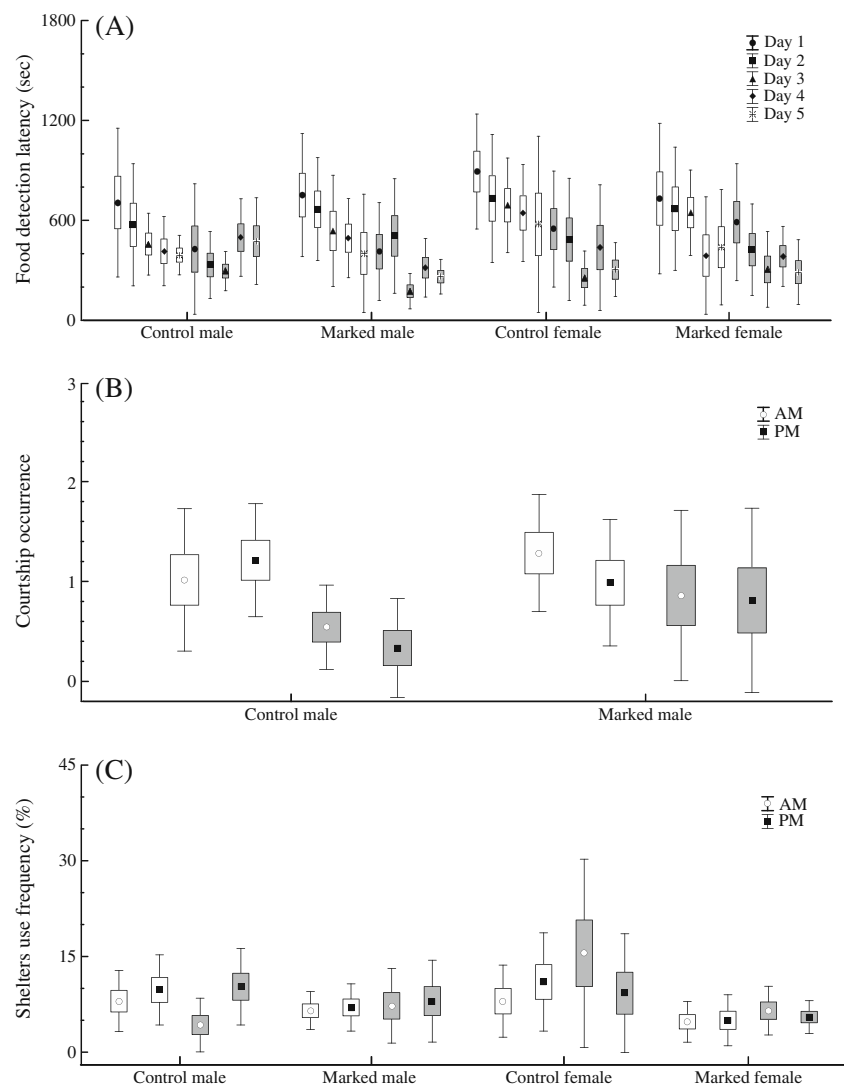 (A)
1800
1200
600
0
Food detection latency (sec)
Day 1
Day 2
Day 3
Day 4
Day 5
Control male
Marked male
Control female
Marked female
(B)
3
2
1
0
Courtship occurrence
AM
PM
Control male
Marked male
(C)
45
30
15
0
Shelters use frequency (%)
AM
PM
Control male
Marked male
Control female
Marked female